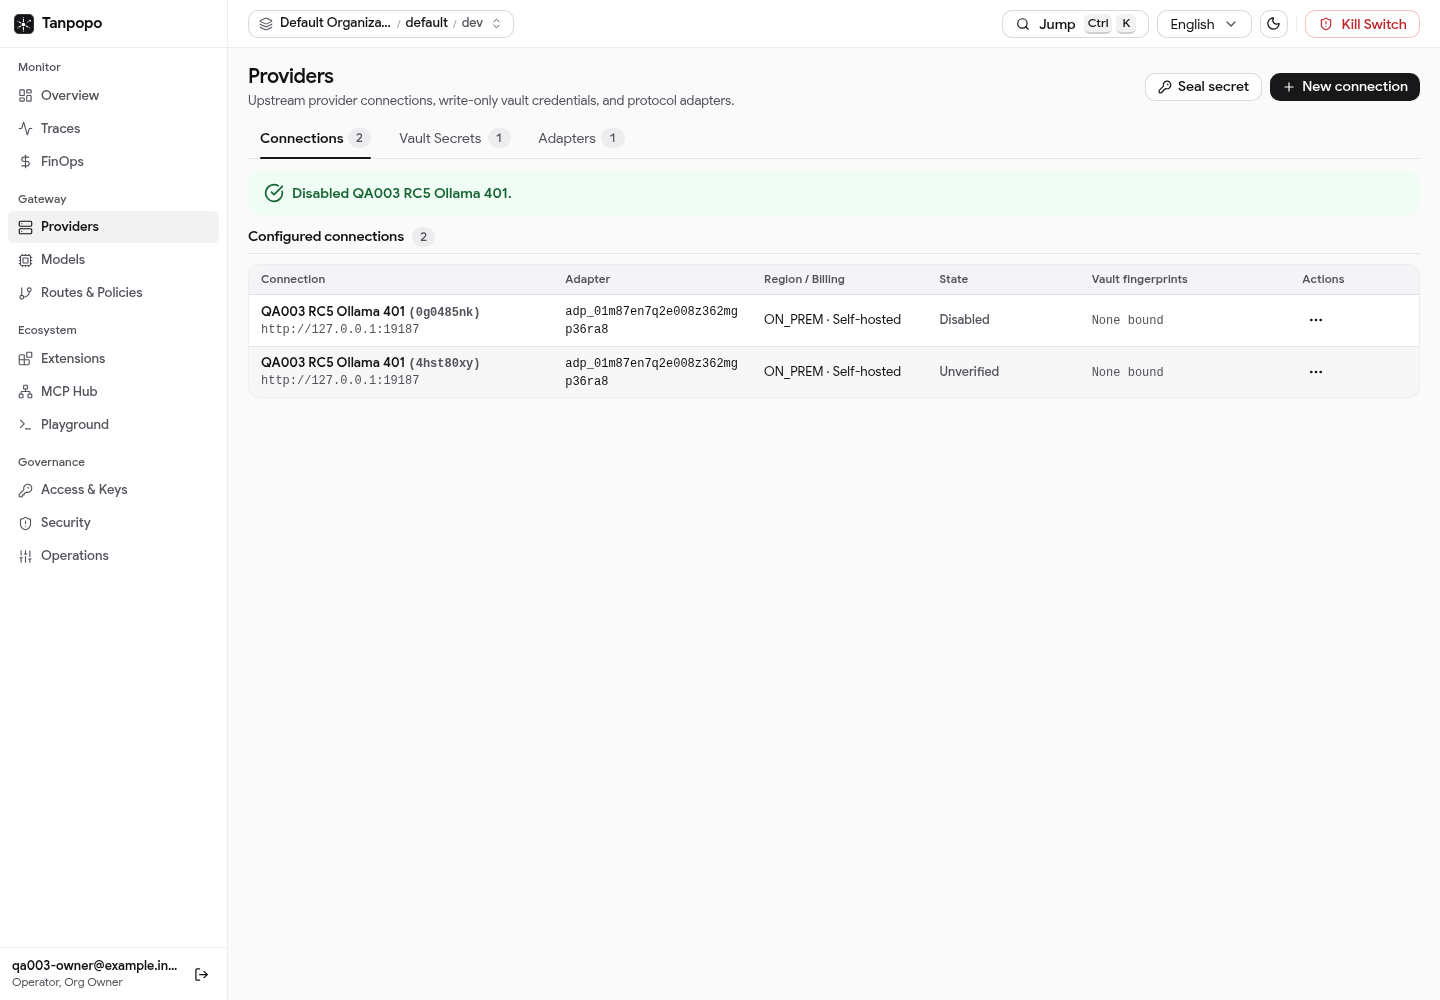 Tanpopo
Default Organiza... / default / dev
Jump Ctrl K
English
Kill Switch
Monitor
Overview
Traces
FinOps
Gateway
Providers
Models
Routes & Policies
Ecosystem
Extensions
MCP Hub
Playground
Governance
Access & Keys
Security
Operations
qa003-owner@example.in...
Operator, Org Owner
Providers
Upstream provider connections, write-only vault credentials, and protocol adapters.
Seal secret
New connection
Connections 2
Vault Secrets 1
Adapters 1
Disabled QA003 RC5 Ollama 401.
Configured connections 2
Connection Adapter Region / Billing State Vault fingerprints Actions
QA003 RC5 Ollama 401 (0g0485nk)
http://127.0.0.1:19187
adp_01m87en7q2e008z362mg
p36ra8
ON_PREM · Self-hosted
Disabled
None bound
QA003 RC5 Ollama 401 (4hst80xy)
http://127.0.0.1:19187
adp_01m87en7q2e008z362mg
p36ra8
ON_PREM · Self-hosted
Unverified
None bound